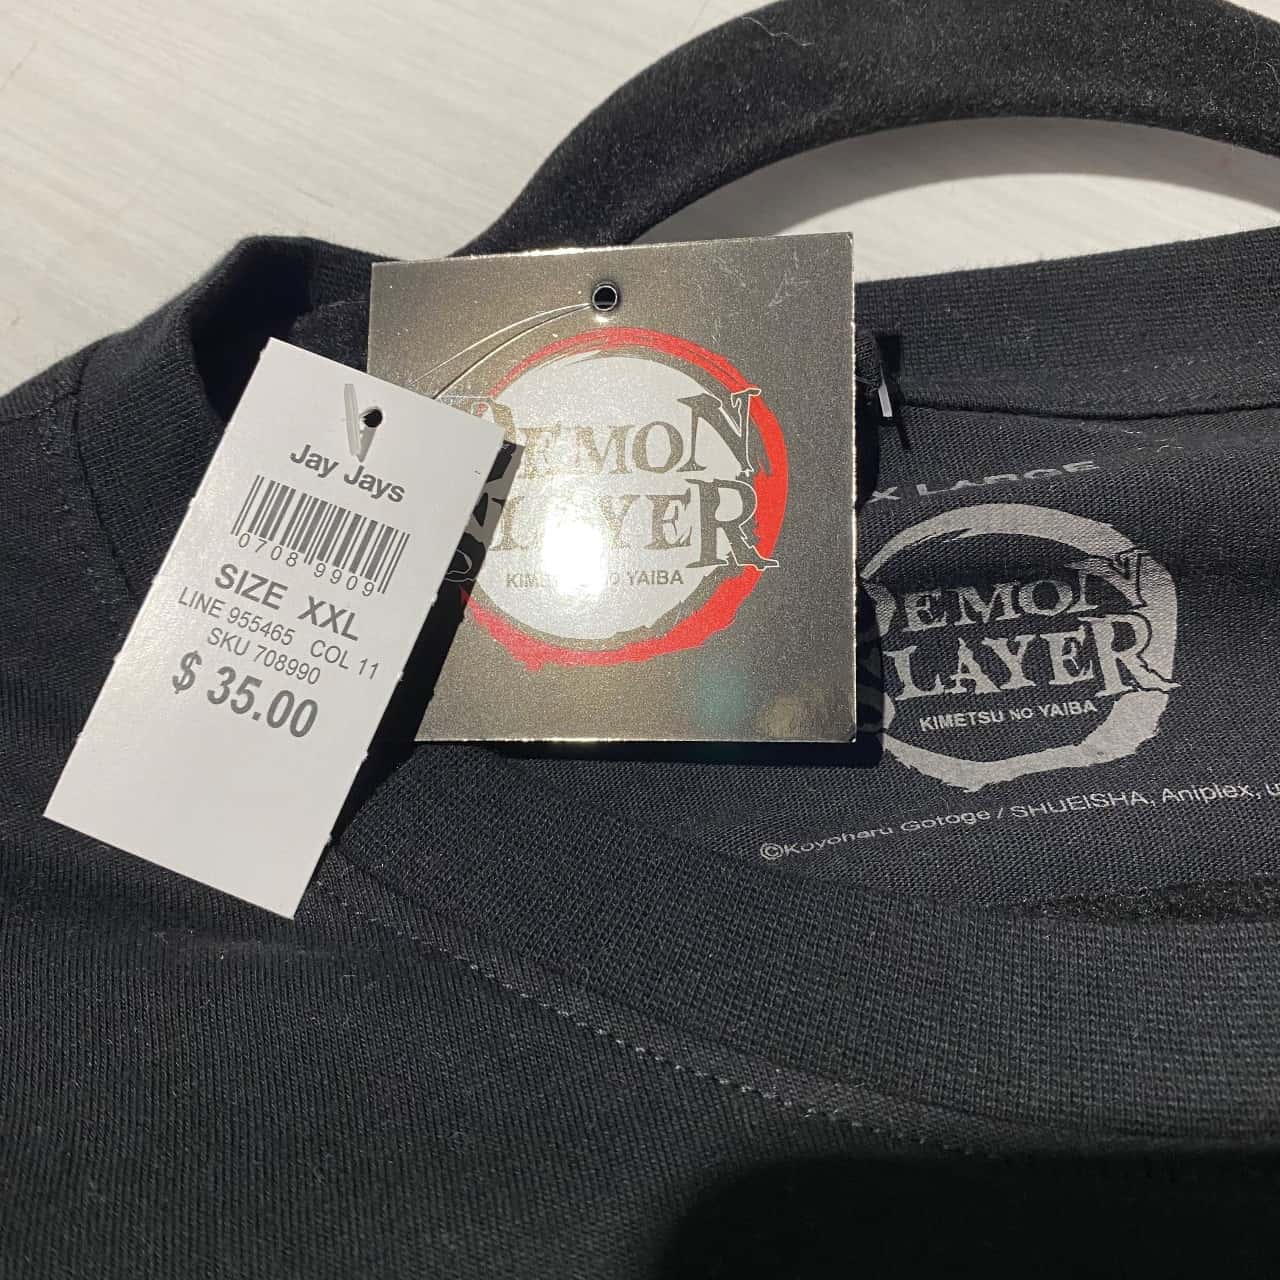 Jay Jays
0708 9909
SIZE XXL
LINE 955465 COL 11
SKU 708990
$ 35.00
DEMON
SLAYER
KIMETSU NO YAIBA
X LARGE
DEMON
SLAYER
KIMETSU NO YAIBA
©Koyoharu Gotoge / SHUEISHA, Aniplex, u